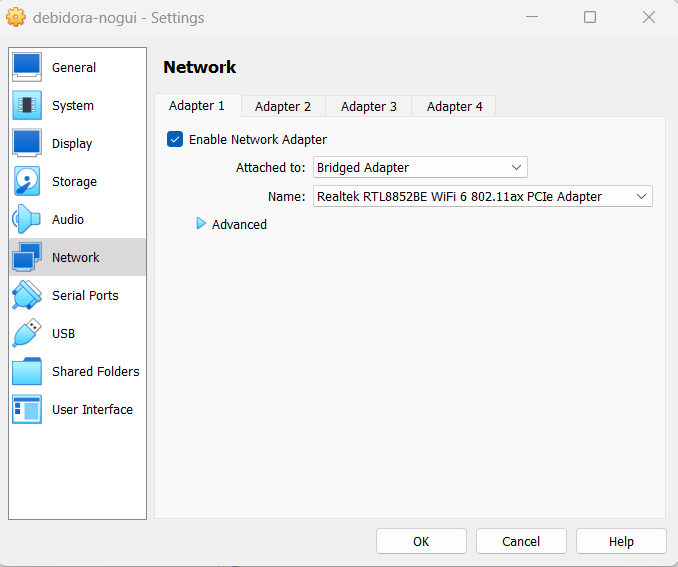 debidora-nogui - Settings
General
System
Display
Storage
Audio
Network
Serial Ports
USB
Shared Folders
User Interface
Network
Adapter 1 Adapter 2 Adapter 3 Adapter 4
Enable Network Adapter
Attached to: Bridged Adapter
Name: Realtek RTL8852BE WiFi 6 802.11ax PCIe Adapter
Advanced
OK Cancel Help